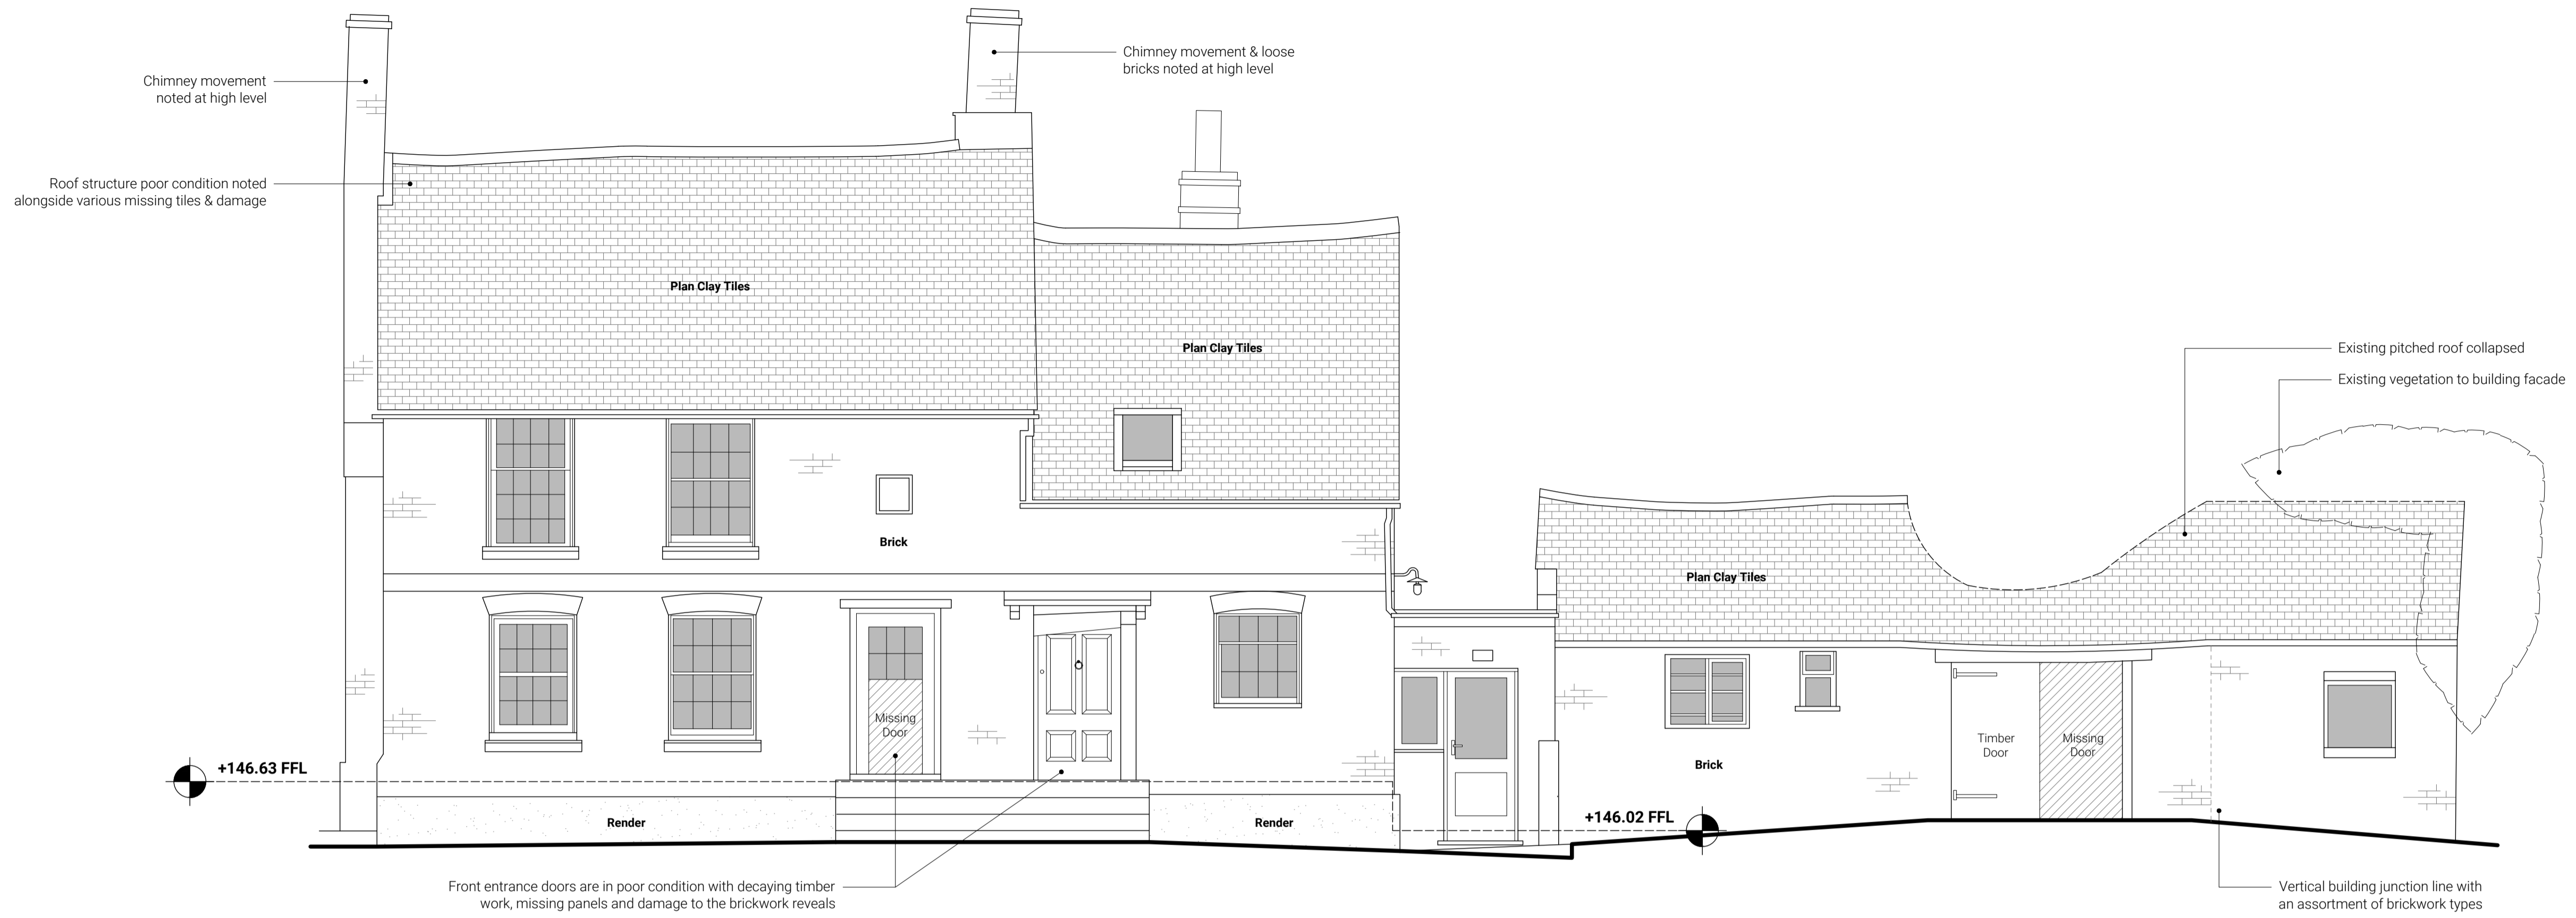 Chimney movement
noted at high level
Chimney movement & loose
bricks noted at high level
Roof structure poor condition noted
alongside various missing tiles & damage
Plan Clay Tiles
Plan Clay Tiles
Existing pitched roof collapsed
Existing vegetation to building facade
Brick
Plan Clay Tiles
Missing
Door
Timber
Door
Missing
Door
Brick
+146.63 FFL
Render
Render
+146.02 FFL
Front entrance doors are in poor condition with decaying timber
work, missing panels and damage to the brickwork reveals
Vertical building junction line with
an assortment of brickwork types